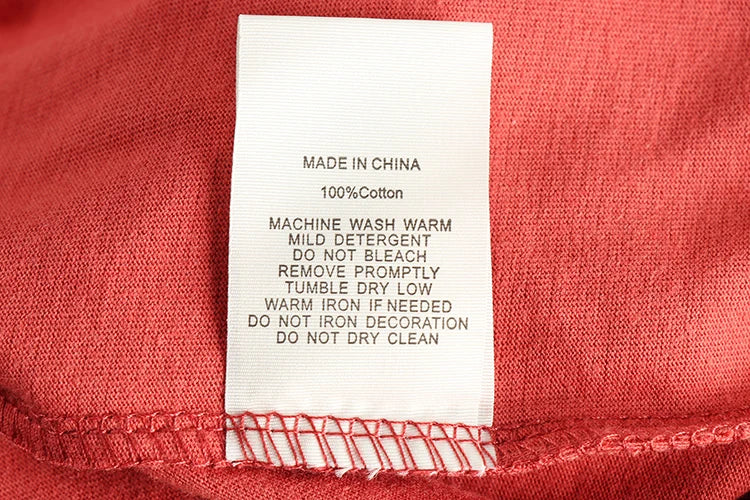 MADE IN CHINA
100%Cotton
MACHINE WASH WARM
MILD DETERGENT
DO NOT BLEACH
REMOVE PROMPTLY
TUMBLE DRY LOW
WARM IRON IF NEEDED
DO NOT IRON DECORATION
DO NOT DRY CLEAN